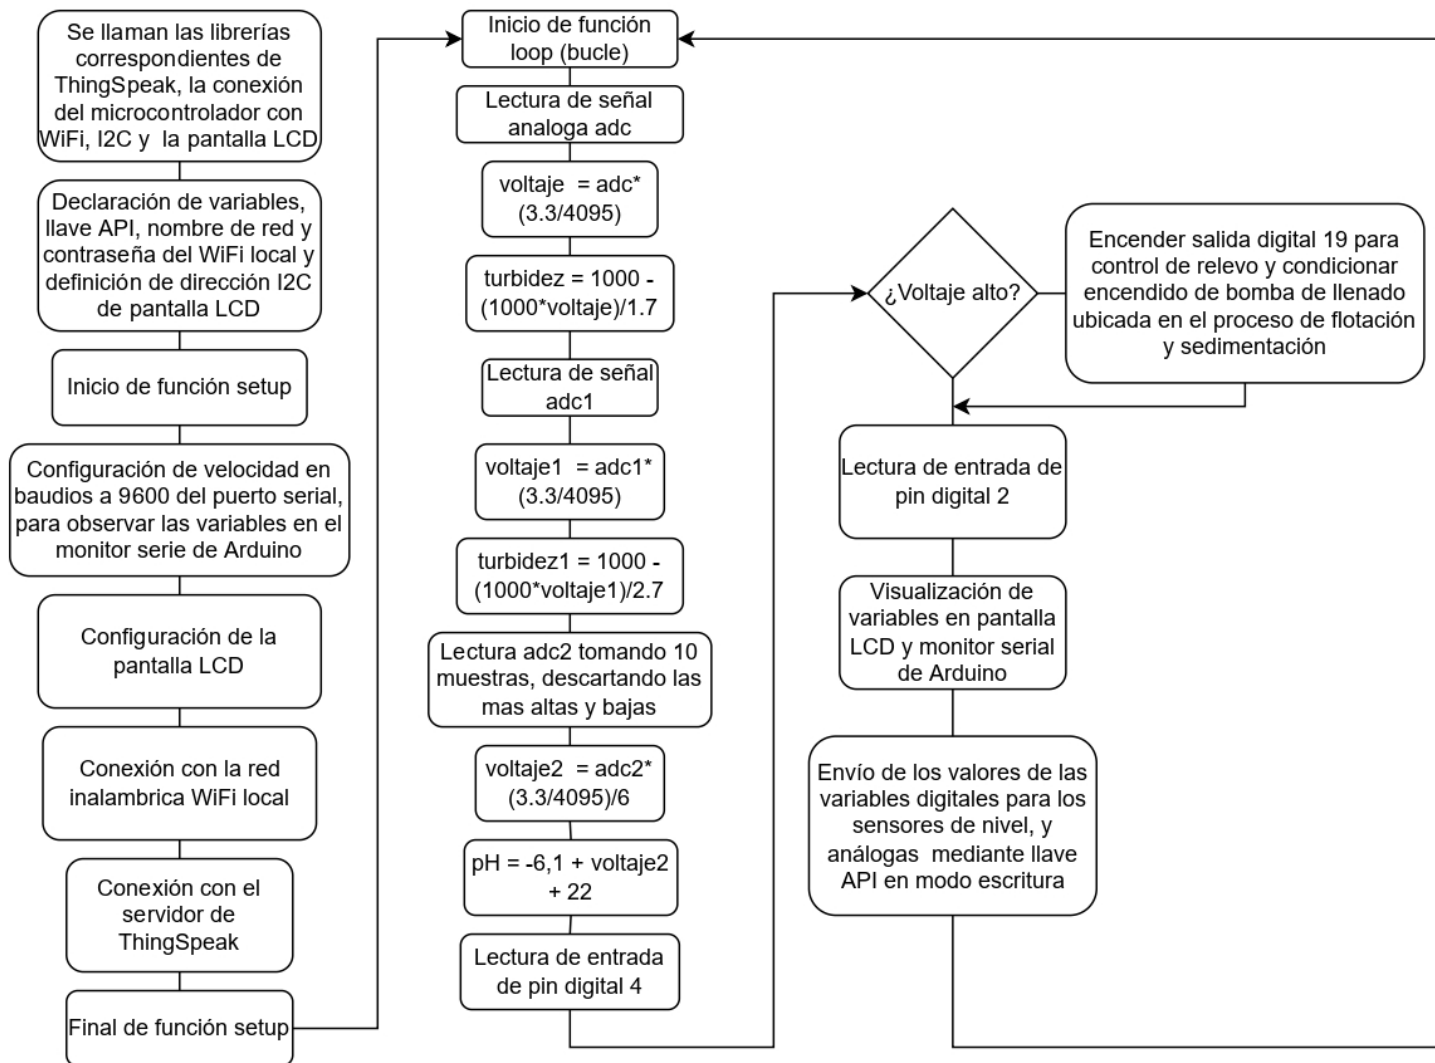 Se llaman las librerías
correspondientes de
ThingSpeak, la conexión
del microcontrolador con
WiFi, I2C y la pantalla LCD
Declaración de variables,
llave API, nombre de red y
contraseña del WiFi local y
definición de dirección I2C
de pantalla LCD
Inicio de función setup
Configuración de velocidad en
baudios a 9600 del puerto serial,
para observar las variables en el
monitor serie de Arduino
Configuración de la
pantalla LCD
Conexión con la red
inalambrica WiFi local
Conexión con el
servidor de
ThingSpeak
Final de función setup
Inicio de función
loop (bucle)
Lectura de señal
analoga adc
voltaje = adc*
(3.3/4095)
turbidez = 1000 -
(1000*voltaje)/1.7
Lectura de señal
adc1
voltaje1 = adc1*
(3.3/4095)
turbidez1 = 1000 -
(1000*voltaje1)/2.7
Lectura adc2 tomando 10
muestras, descartando las
mas altas y bajas
voltaje2 = adc2*
(3.3/4095)/6
pH = -6,1 + voltaje2
+ 22
Lectura de entrada
de pin digital 4
¿Voltaje alto?
Encender salida digital 19 para
control de relevo y condicionar
encendido de bomba de llenado
ubicada en el proceso de flotación
y sedimentación
Lectura de entrada de
pin digital 2
Visualización de
variables en pantalla
LCD y monitor serial
de Arduino
Envío de los valores de las
variables digitales para los
sensores de nivel, y
análogas mediante llave
API en modo escritura